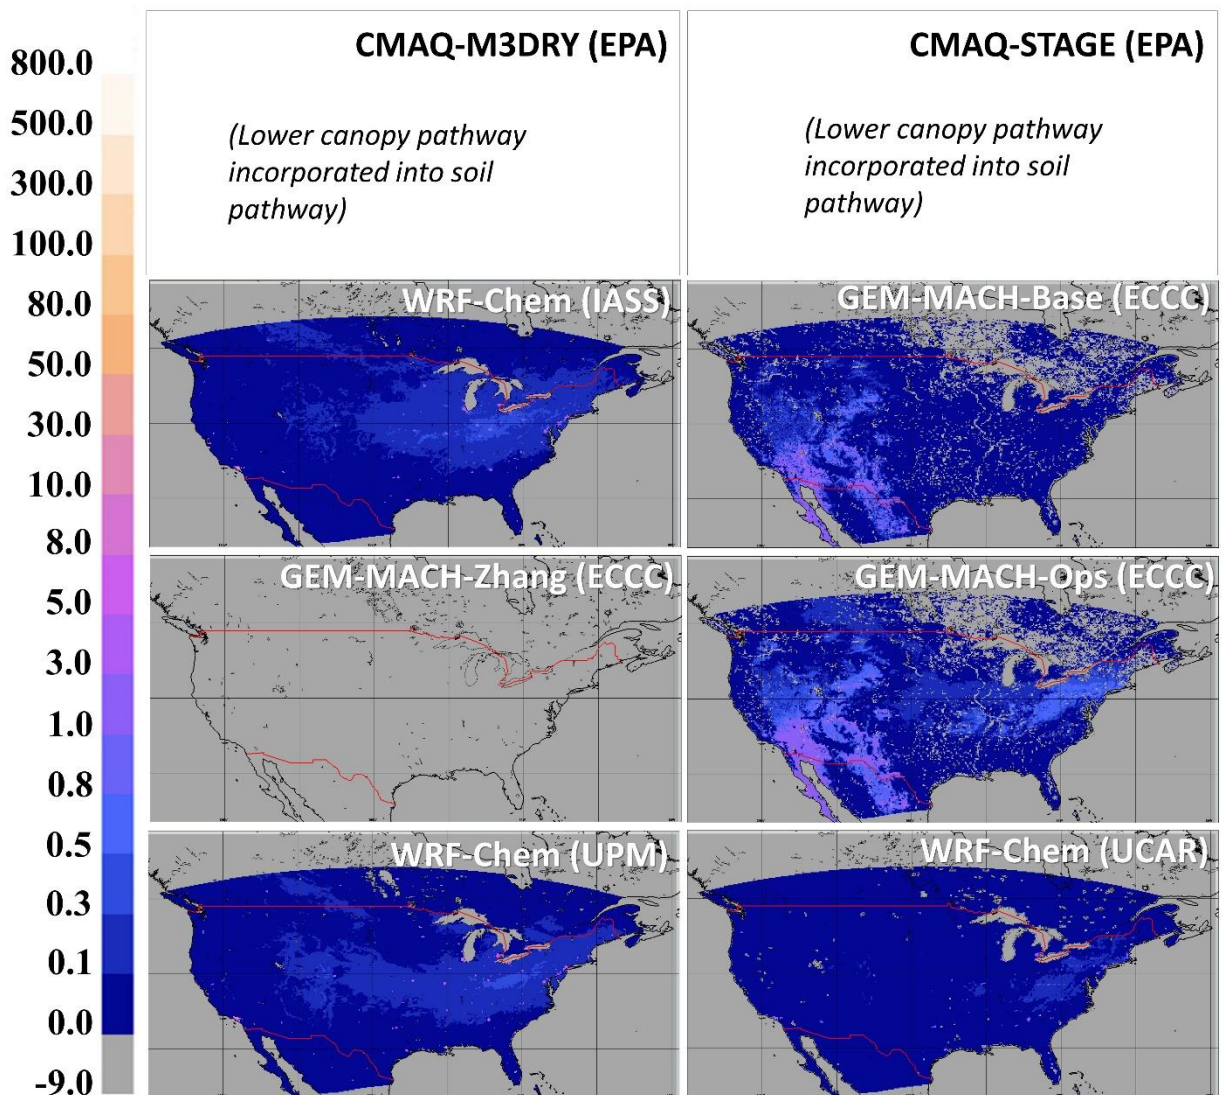 800.0
500.0
300.0
100.0
80.0
50.0
30.0
10.0
8.0
5.0
3.0
1.0
0.8
0.5
0.3
0.1
0.0
-9.0
CMAQ-M3DRY (EPA)
(Lower canopy pathway
incorporated into soil
pathway)
CMAQ-STAGE (EPA)
(Lower canopy pathway
incorporated into soil
pathway)
WRF-Chem (IASS)
GEM-MACH-Base (ECCC)
GEM-MACH-Zhang (ECCC)
GEM-MACH-Ops (ECCC)
WRF-Chem (UPM)
WRF-Chem (UCAR)